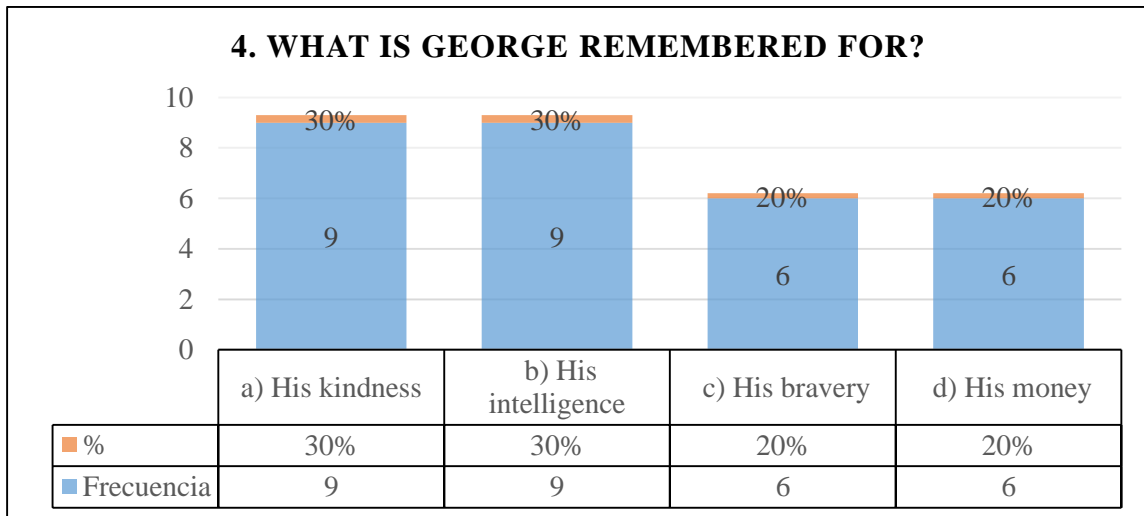 4. WHAT IS GEORGE REMEMBERED FOR?
10
8
6
4
2
0
30%
30%
20%
20%
9
9
6
6
a) His kindness
b) His
intelligence
c) His bravery
d) His money
% 30% 30% 20% 20%
Frecuencia 9 9 6 6